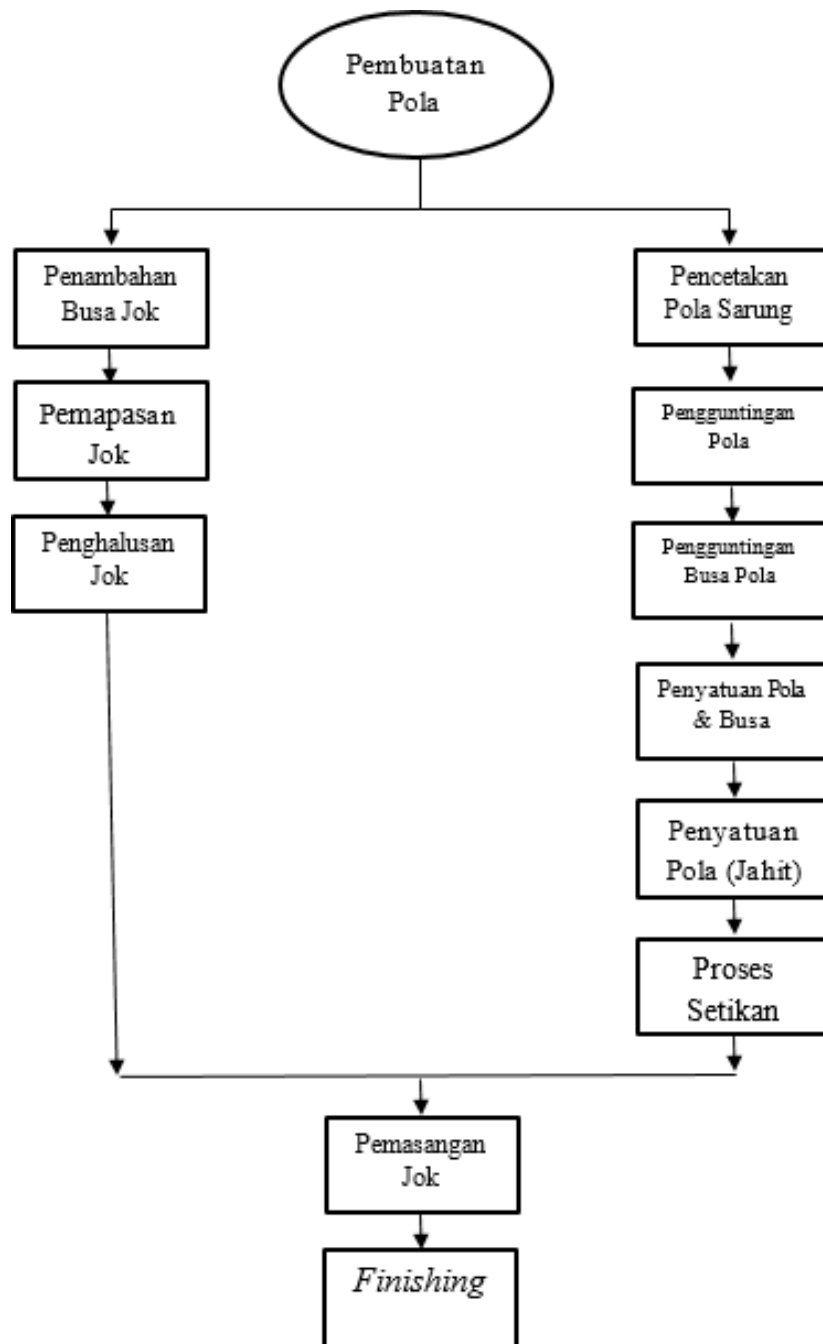 Pembuatan
Pola
Penambahan
Busa Jok
Pemapasan
Jok
Penghalusan
Jok
Pencetakan
Pola Sarung
Pengguntingan
Pola
Pengguntingan
Busa Pola
Penyatuan Pola
& Busa
Penyatuan
Pola (Jahit)
Proses
Setikan
Pemasangan
Jok
Finishing